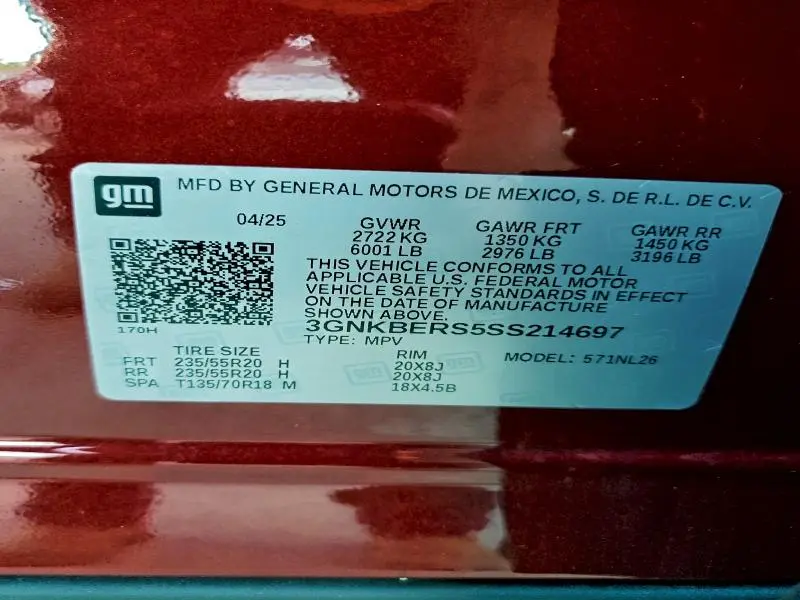 gm MFD BY GENERAL MOTORS DE MEXICO, S. DE R.L. DE C.V.
04/25 GVWR GAWR FRT GAWR RR
2722 KG 1350 KG 1450 KG
6001 LB 2976 LB 3196 LB
THIS VEHICLE CONFORMS TO ALL
APPLICABLE U.S. FEDERAL MOTOR
VEHICLE SAFETY STANDARDS IN EFFECT
ON THE DATE OF MANUFACTURE
SHOWN ABOVE.
170H 3GNKBERS5SS214697
TYPE: MPV
TIRE SIZE RIM MODEL: 571NL26
FRT 235/55R20 H 20X8J
RR 235/55R20 H 20X8J
SPA T135/70R18 M 18X4.5B